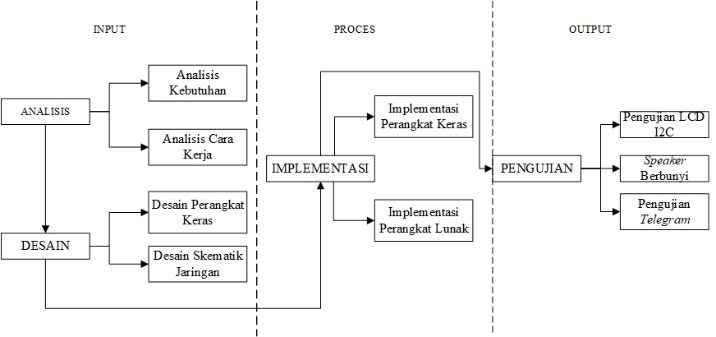 INPUT
PROCES
OUTPUT
ANALISIS
Analisis
Kebutuhan
Analisis Cara
Kerja
DESAIN
Desain Perangkat
Keras
Desain Skematik
Jaringan
IMPLEMENTASI
Implementasi
Perangkat Keras
Implementasi
Perangkat Lunak
PENGUJIAN
Pengujian LCD
I2C
Speaker
Berbunyi
Pengujian
Telegram